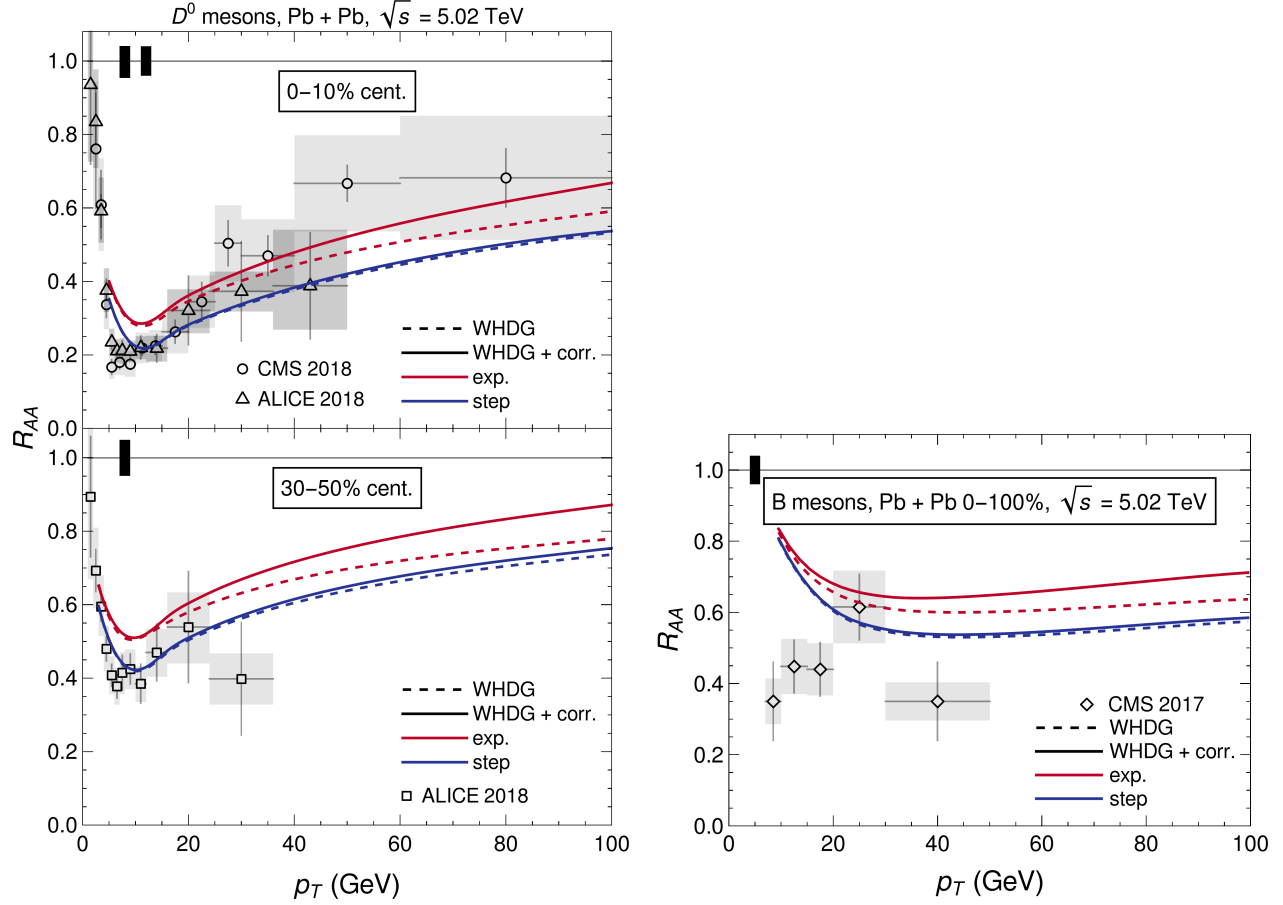 D⁰ mesons, Pb + Pb, √s = 5.02 TeV
1.0
0−10% cent.
0.8
0.6
0.4
WHDG
0.2
CMS 2018
WHDG + corr.
exp.
ALICE 2018
step
0.0
R_AA
1.0
30−50% cent.
0.8
0.6
0.4
WHDG
WHDG + corr.
0.2
exp.
step
ALICE 2018
0.0
0 20 40 60 80 100
p_T (GeV)
1.0
B mesons, Pb + Pb 0−100%, √s = 5.02 TeV
0.8
0.6
R_AA
0.4
CMS 2017
WHDG
0.2
WHDG + corr.
exp.
step
0.0
0 20 40 60 80 100
p_T (GeV)